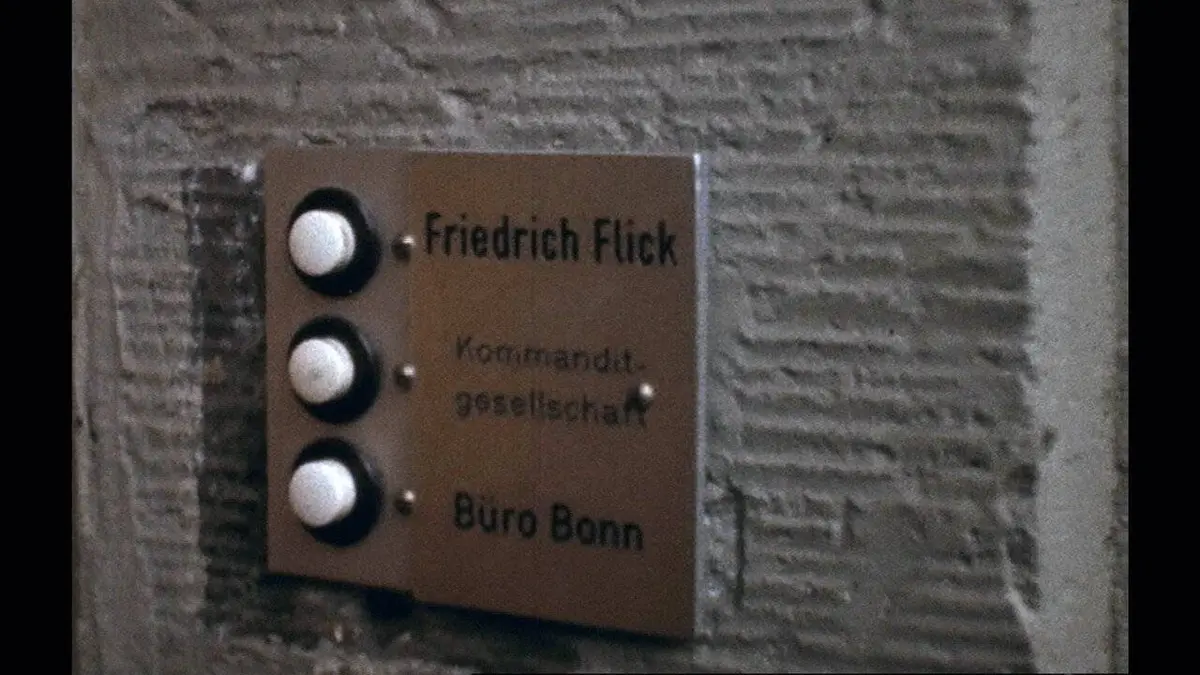 Friedrich Flick
Kommandit-
gesellschaft
Büro Bonn